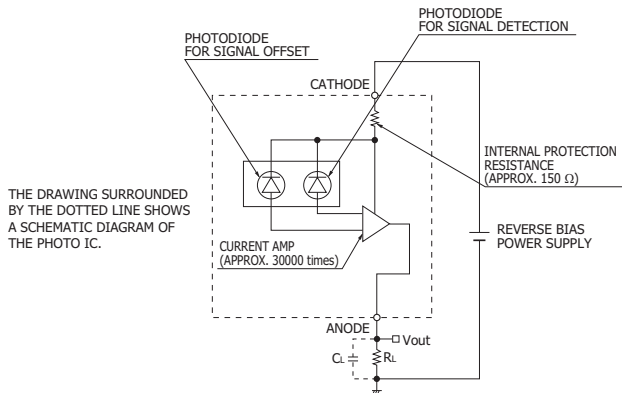 PHOTODIODE
FOR SIGNAL DETECTION
PHOTODIODE
FOR SIGNAL OFFSET
CATHODE
INTERNAL PROTECTION
RESISTANCE
(APPROX. 150 Ω)
THE DRAWING SURROUNDED
BY THE DOTTED LINE SHOWS
A SCHEMATIC DIAGRAM OF
THE PHOTO IC.
REVERSE BIAS
POWER SUPPLY
CURRENT AMP
(APPROX. 30000 times)
ANODE
Vout
CL
RL